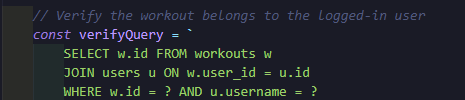 // Verify the workout belongs to the logged-in user
const verifyQuery = `
SELECT w.id FROM workouts w
JOIN users u ON w.user_id = u.id
WHERE w.id = ? AND u.username = ?